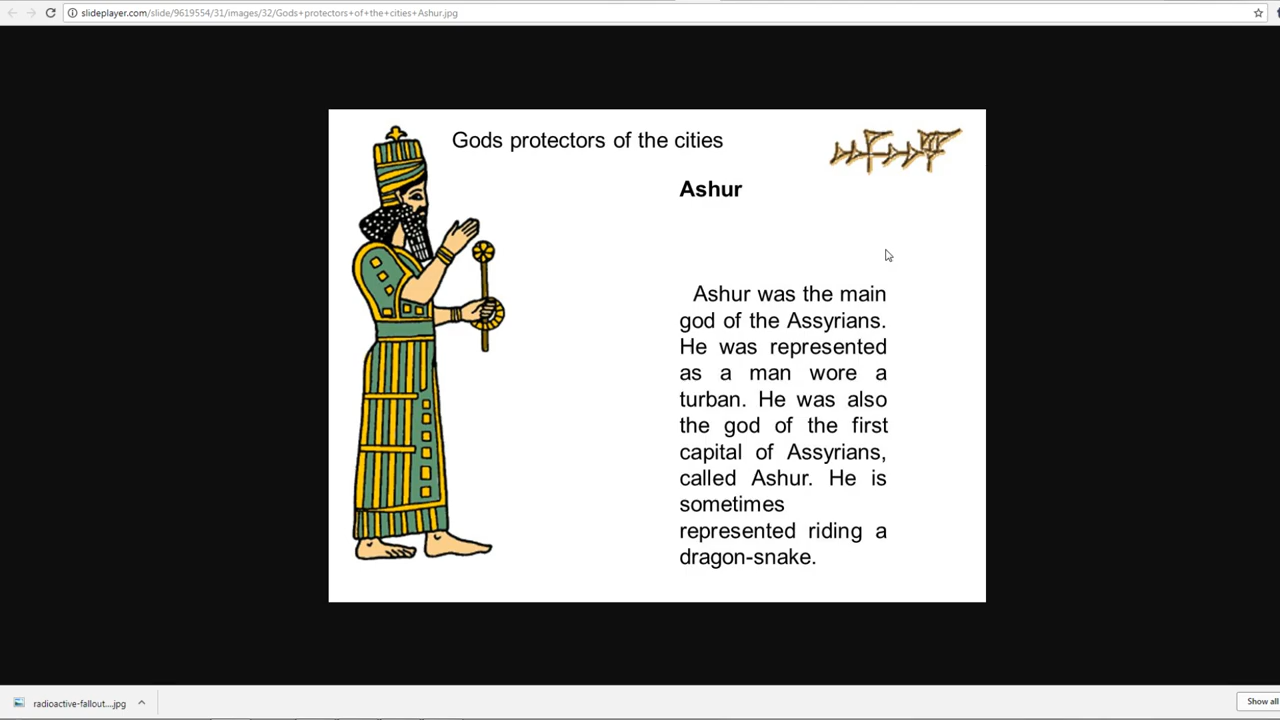 slideplayer.com/slide/9619554/31/images/32/Gods+protectors+of+the+cities+Ashur.jpg
Gods protectors of the cities
Ashur
Ashur was the main
god of the Assyrians.
He was represented
as a man wore a
turban. He was also
the god of the first
capital of Assyrians,
called Ashur. He is
sometimes
represented riding a
dragon-snake.
radioactive-fallout....jpg
Show all